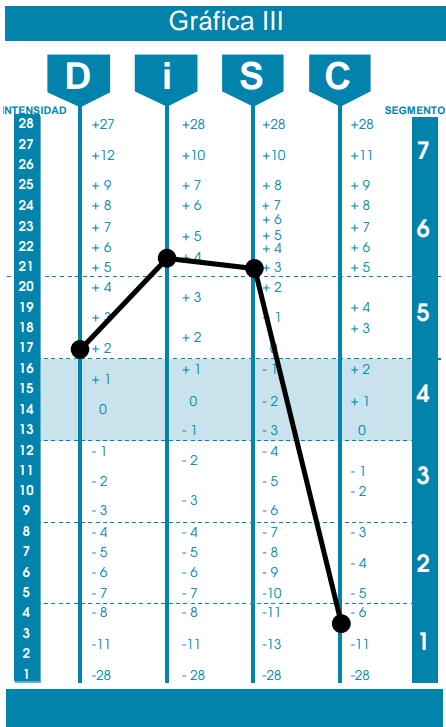 Gráfica III
D i S C
INTENSIDAD SEGMENTO
28 +27 +28 +28 +28
27 7
26 +12 +10 +10 +11
25 + 9 + 7 + 8 + 9
24 + 8 + 6 + 7 + 8
+ 6
23 + 7 + 5 + 5 + 7 6
22 + 6 + 4 + 4 + 6
21 + 5 + 3 + 5
20 + 4 + 2
19 + 3 + 4 5
18 + 3 1 + 3
17 + 2 + 2 0
16 + 1 - 1 + 2
15 + 1 4
14 0 0 - 2 + 1
13 - 1 - 3 0
12 - 1 - 4
11 - 2 - 1 3
10 - 2 - 5 - 2
9 - 3 - 3 - 6
8 - 4 - 4 - 7 - 3
7 - 5 - 5 - 8 2
6 - 6 - 6 - 9 - 4
5 - 7 - 7 -10 - 5
4 - 8 - 8 -11 - 6
3 1
2 -11 -11 -13 -11
1 -28 - 28 -28 -28